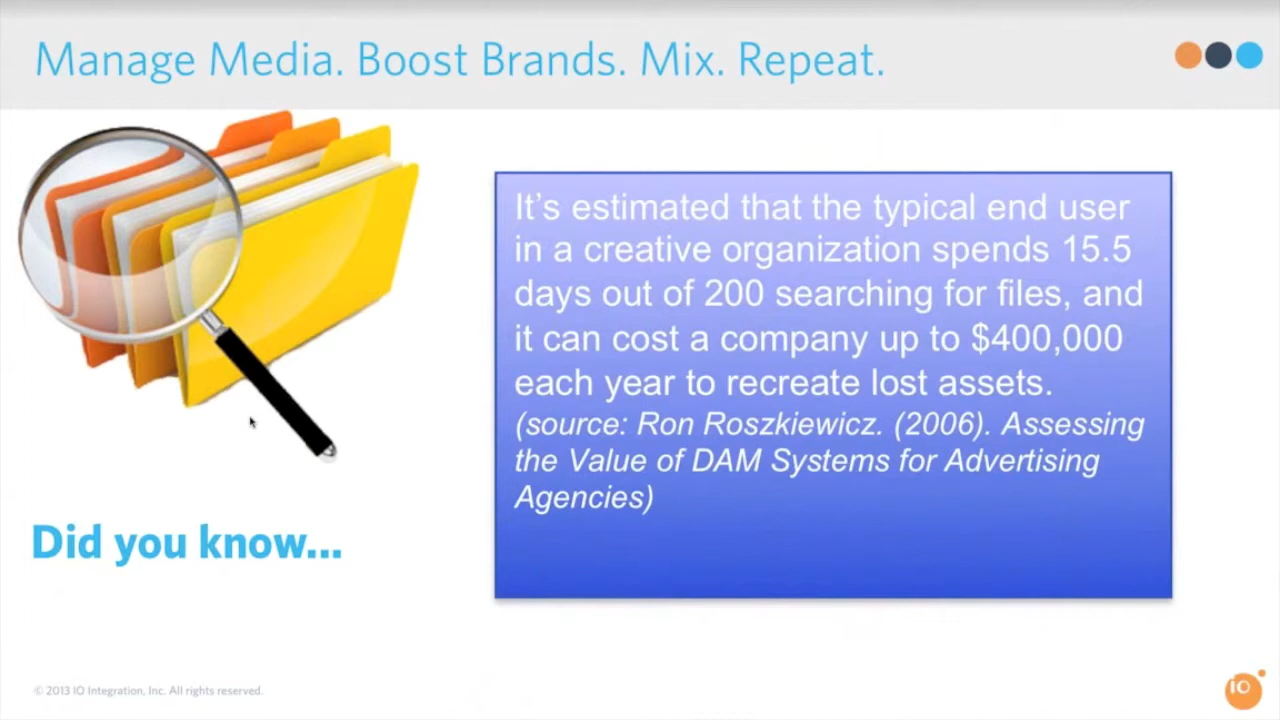 Manage Media. Boost Brands. Mix. Repeat.
It’s estimated that the typical end user
in a creative organization spends 15.5
days out of 200 searching for files, and
it can cost a company up to $400,000
each year to recreate lost assets.
(source: Ron Roszkiewicz. (2006). Assessing
the Value of DAM Systems for Advertising
Agencies)
Did you know...
© 2013 IO Integration, Inc. All rights reserved.
iO